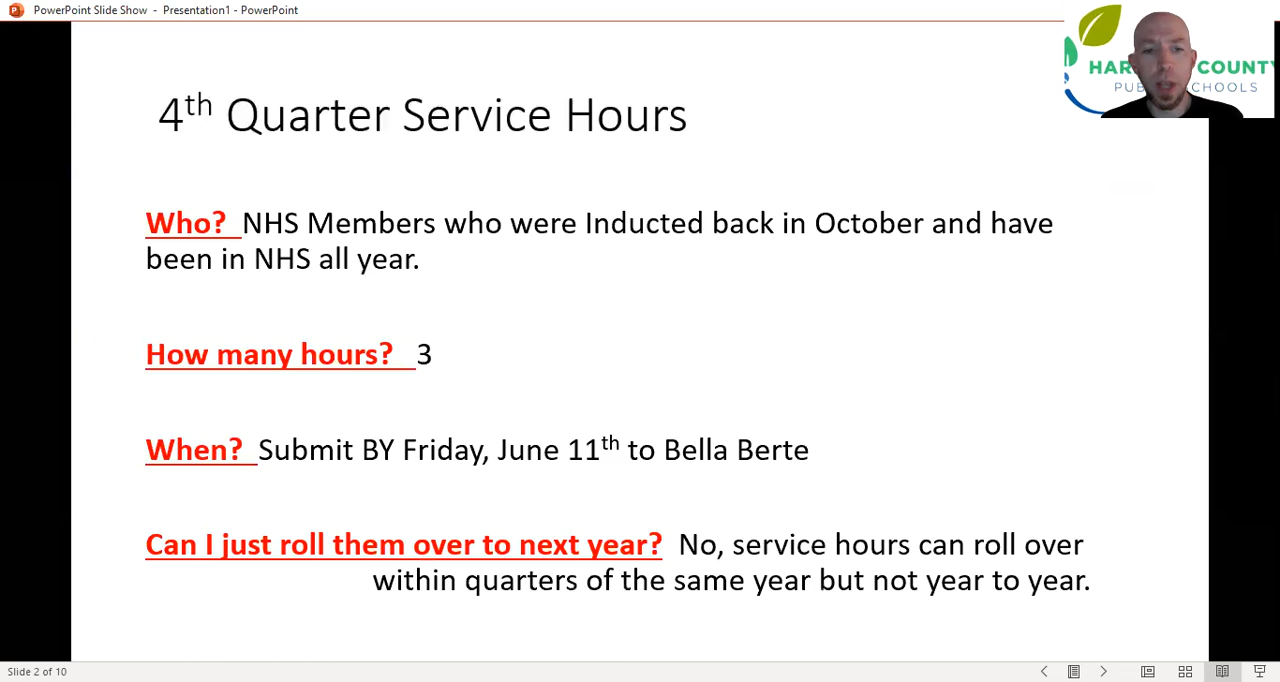 PowerPoint Slide Show - Presentation1 - PowerPoint
COUNTY
4th Quarter Service Hours
Who? NHS Members who were Inducted back in October and have
been in NHS all year.
How many hours? 3
When? Submit BY Friday, June 11th to Bella Berte
Can I just roll them over to next year? No, service hours can roll over
within quarters of the same year but not year to year.
Slide 2 of 10